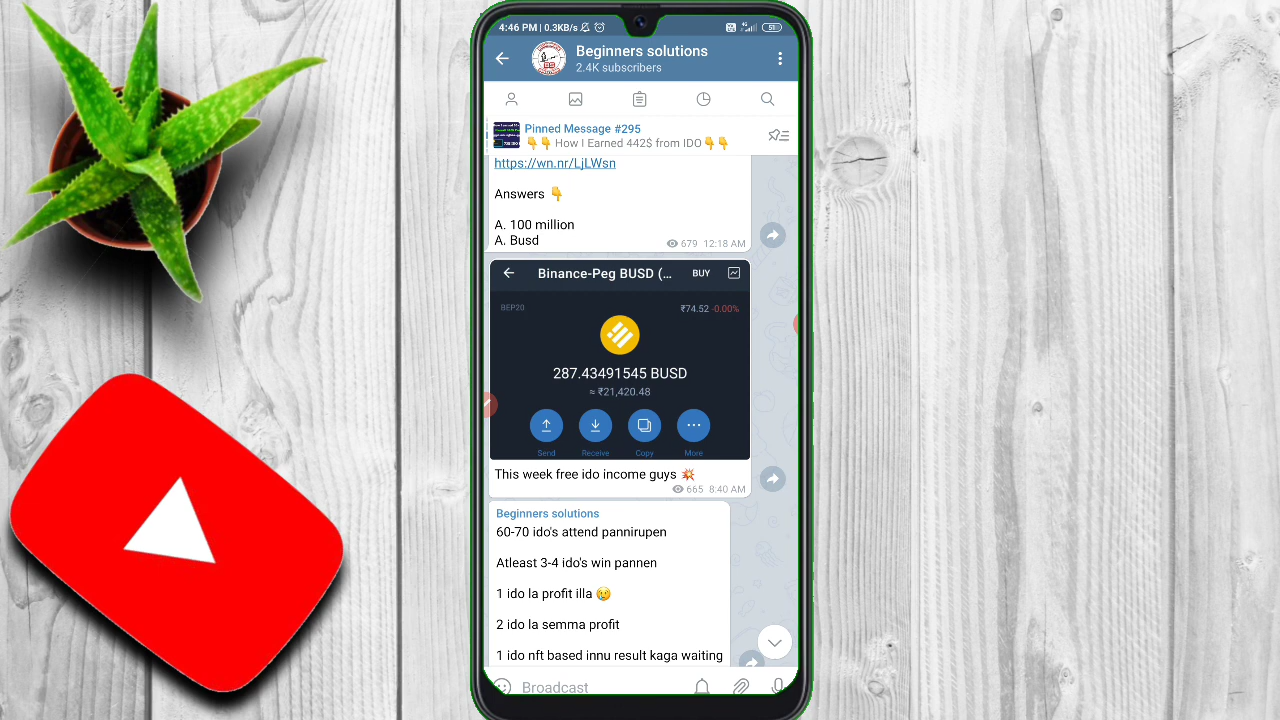 4:46 PM | 0.3KB/s
Beginners solutions
2.4K subscribers
Pinned Message #295
👇👇 How I Earned 442$ from IDO👇👇
https://wn.nr/LjLWsn
Answers 👇
A. 100 million
A. Busd
679 12:18 AM
Binance-Peg BUSD (...
BUY
BEP20
₹74.52 -0.00%
287.43491545 BUSD
≈ ₹21,420.48
Send Receive Copy More
This week free ido income guys 💥
665 8:40 AM
Beginners solutions
60-70 ido's attend pannirupen
Atleast 3-4 ido's win pannen
1 ido la profit illa 😢
2 ido la semma profit
1 ido nft based innu result kaga waiting
Broadcast